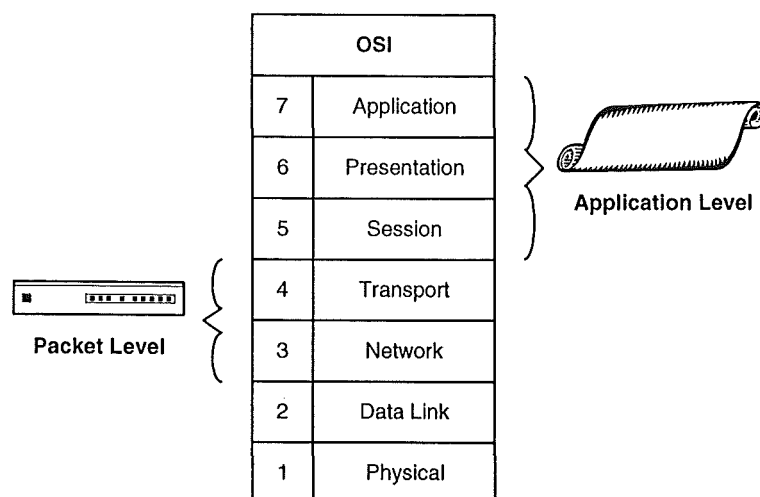 OSI
7 Application
6 Presentation
5 Session
4 Transport
3 Network
2 Data Link
1 Physical
Application Level
Packet Level